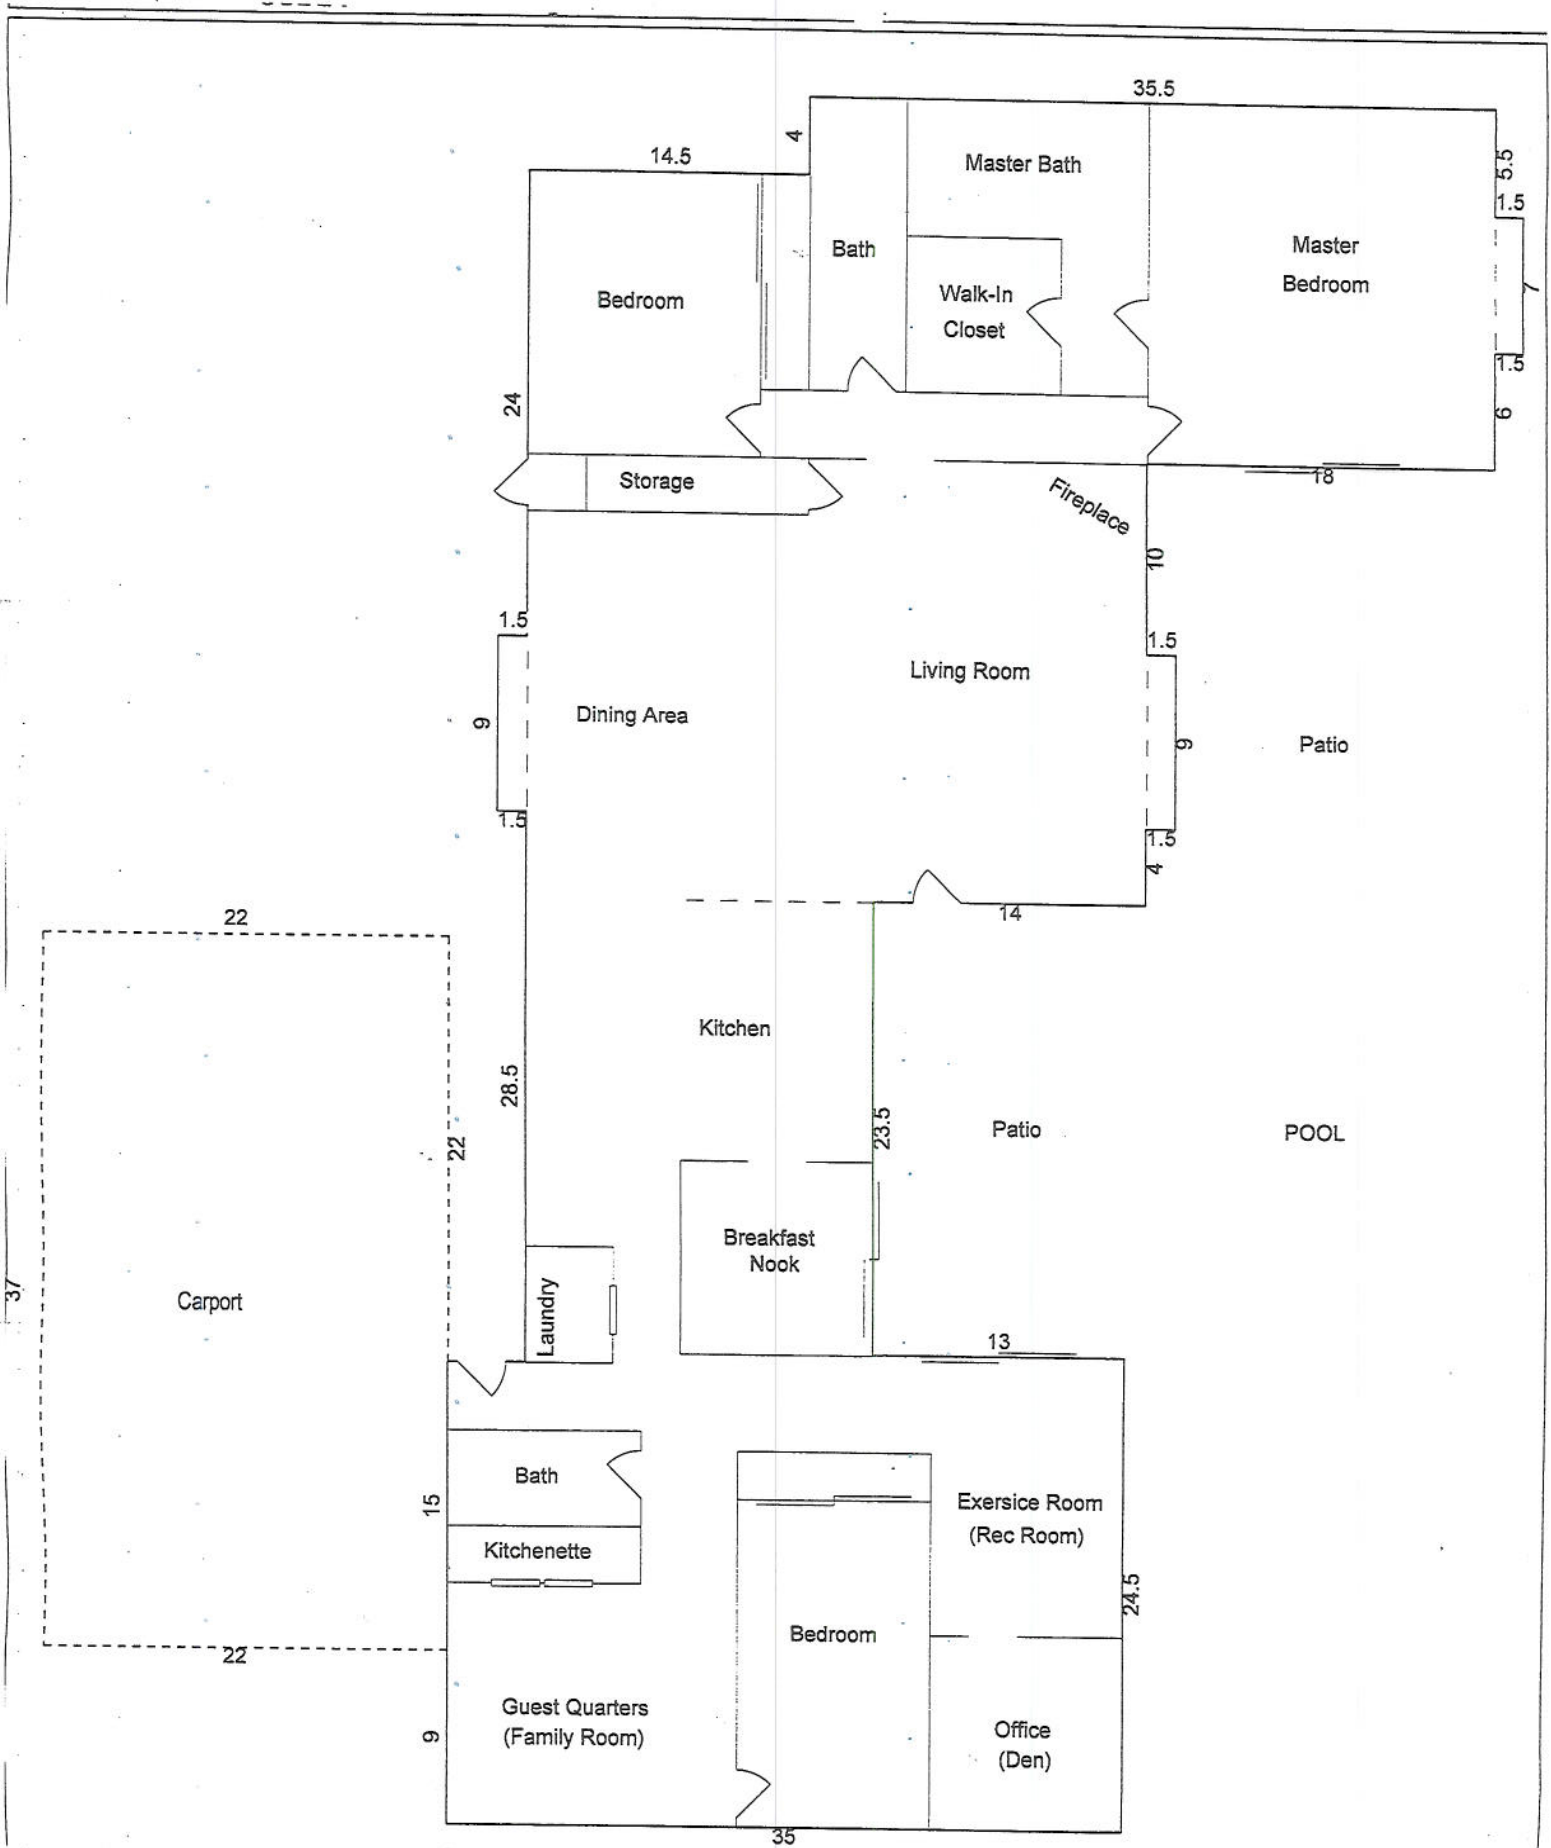 35.5
4
14.5
Master Bath
5.5
1.5
Bath
Master
Bedroom
7
Bedroom
Walk-In
Closet
1.5
24
6
Storage
18
Fireplace
10
1.5
1.5
Living Room
9
Dining Area
9
Patio
1.5
1.5
4
14
22
Kitchen
28.5
23.5
22
Patio
POOL
Breakfast
Nook
37
Carport
Laundry
13
Bath
15
Exersice Room
(Rec Room)
Kitchenette
24.5
Bedroom
22
Guest Quarters
(Family Room)
9
Office
(Den)
35